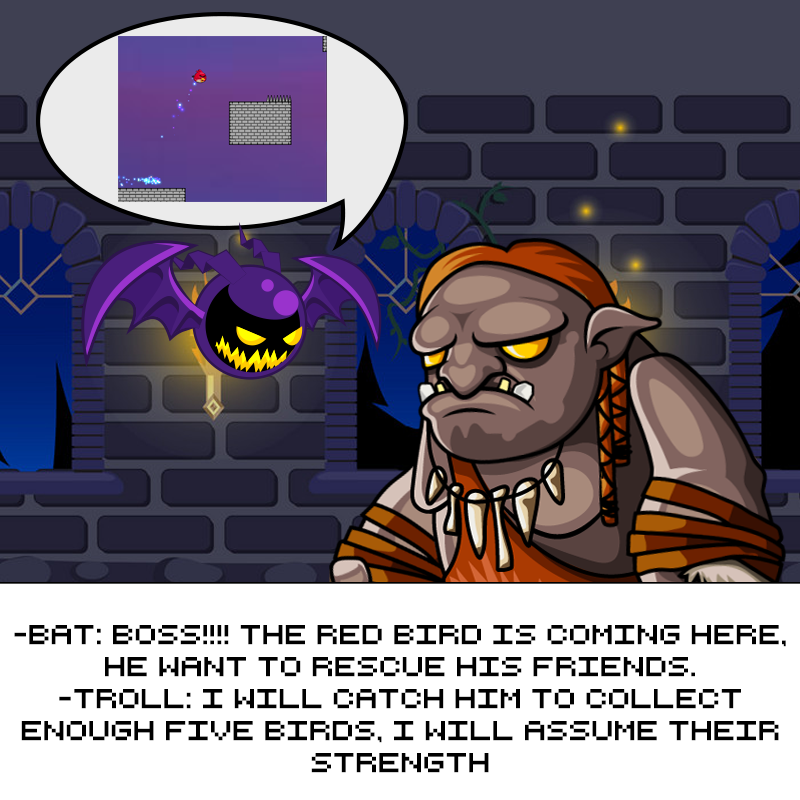 -BAT: BOSS!!!! THE RED BIRD IS COMING HERE,
HE WANT TO RESCUE HIS FRIENDS.
-TROLL: I WILL CATCH HIM TO COLLECT
ENOUGH FIVE BIRDS, I WILL ASSUME THEIR
STRENGTH